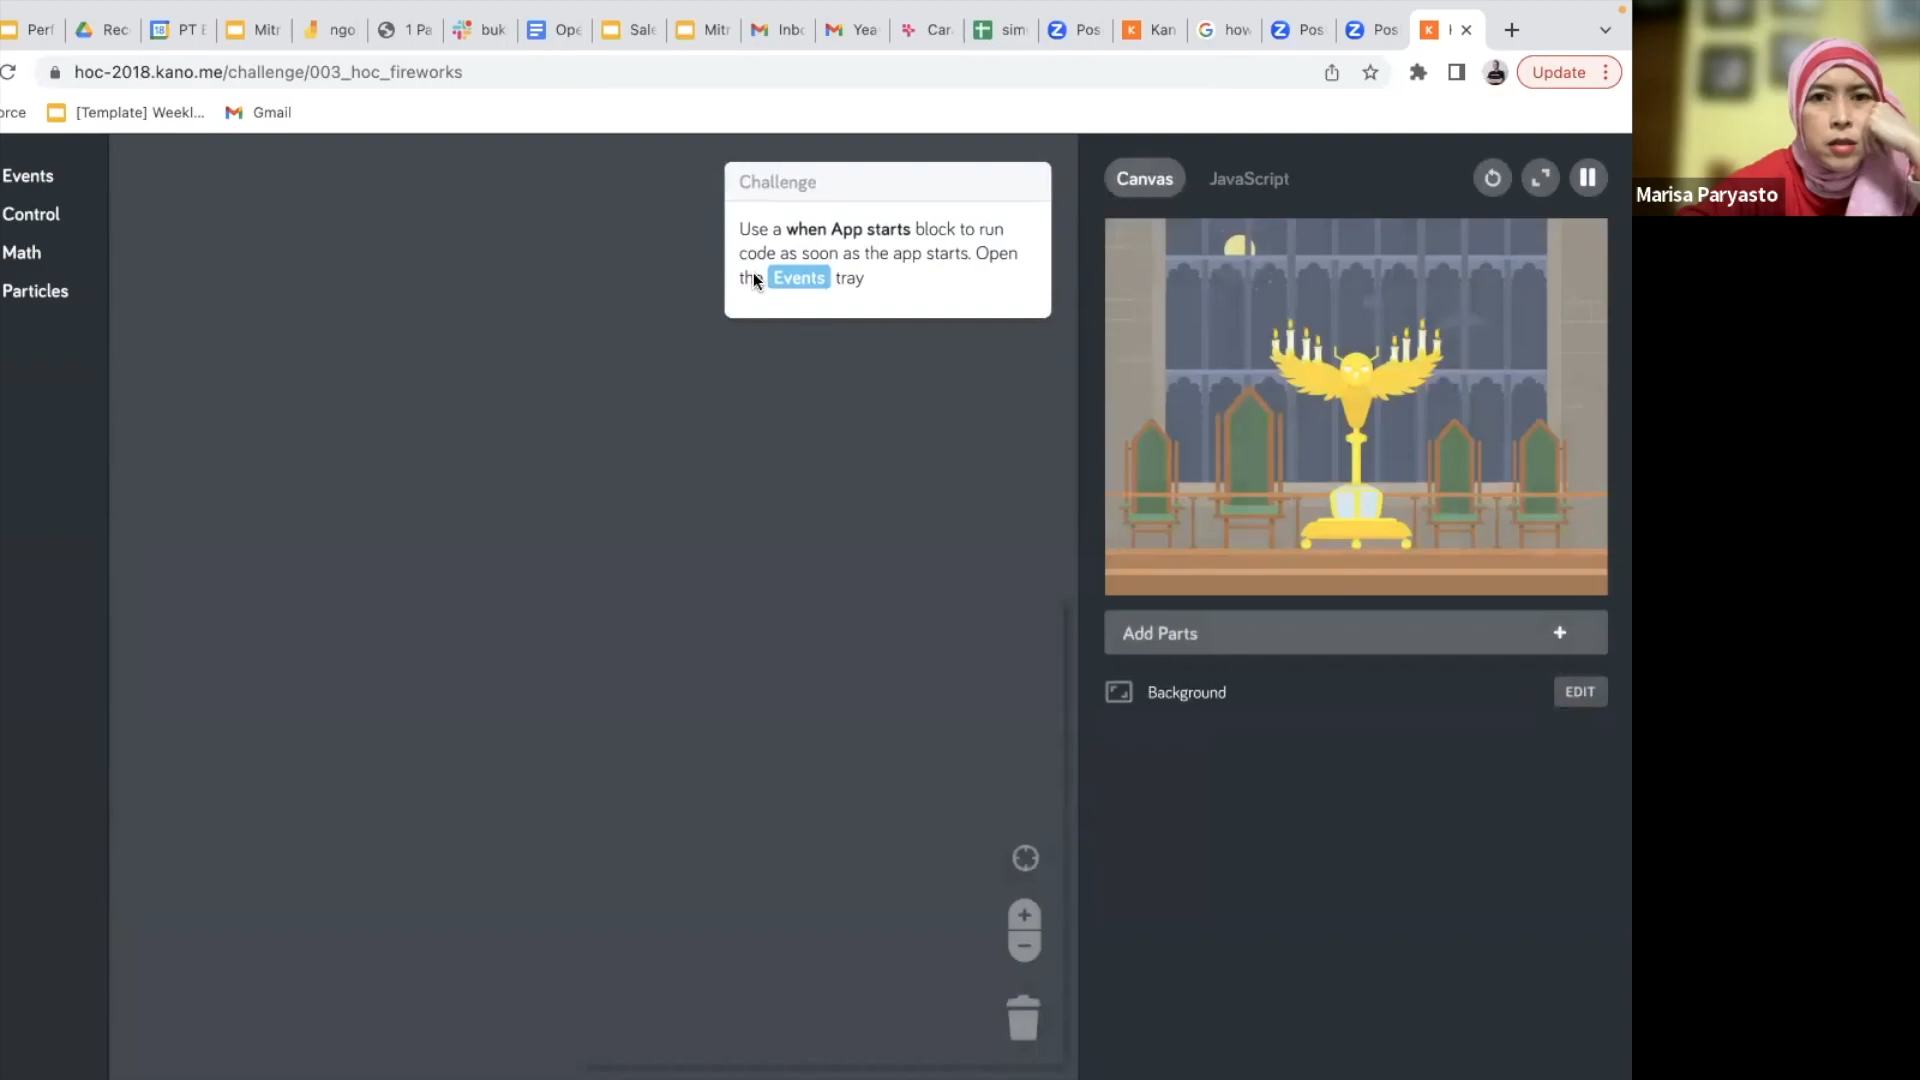 Perf
Rec
18
PT E
Mitr
ngo
1 Pa
buk
Ope
Sale
Mitr
Inbo
Yea
Car
sim
Z
Pos
K
Kan
G
how
Z
Pos
Z
Pos
K
hoc-2018.kano.me/challenge/003_hoc_fireworks
Update
orce
[Template] Weekl...
Gmail
Events
Control
Math
Particles
Challenge
Use a when App starts block to run
code as soon as the app starts. Open
the Events tray
Canvas
JavaScript
Add Parts
+
Background
EDIT
Marisa Paryasto